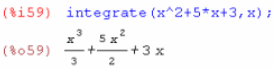 (%i59) integrate(x^2+5*x+3,x);
(%o59) x^3/3 + 5 x^2/2 + 3 x